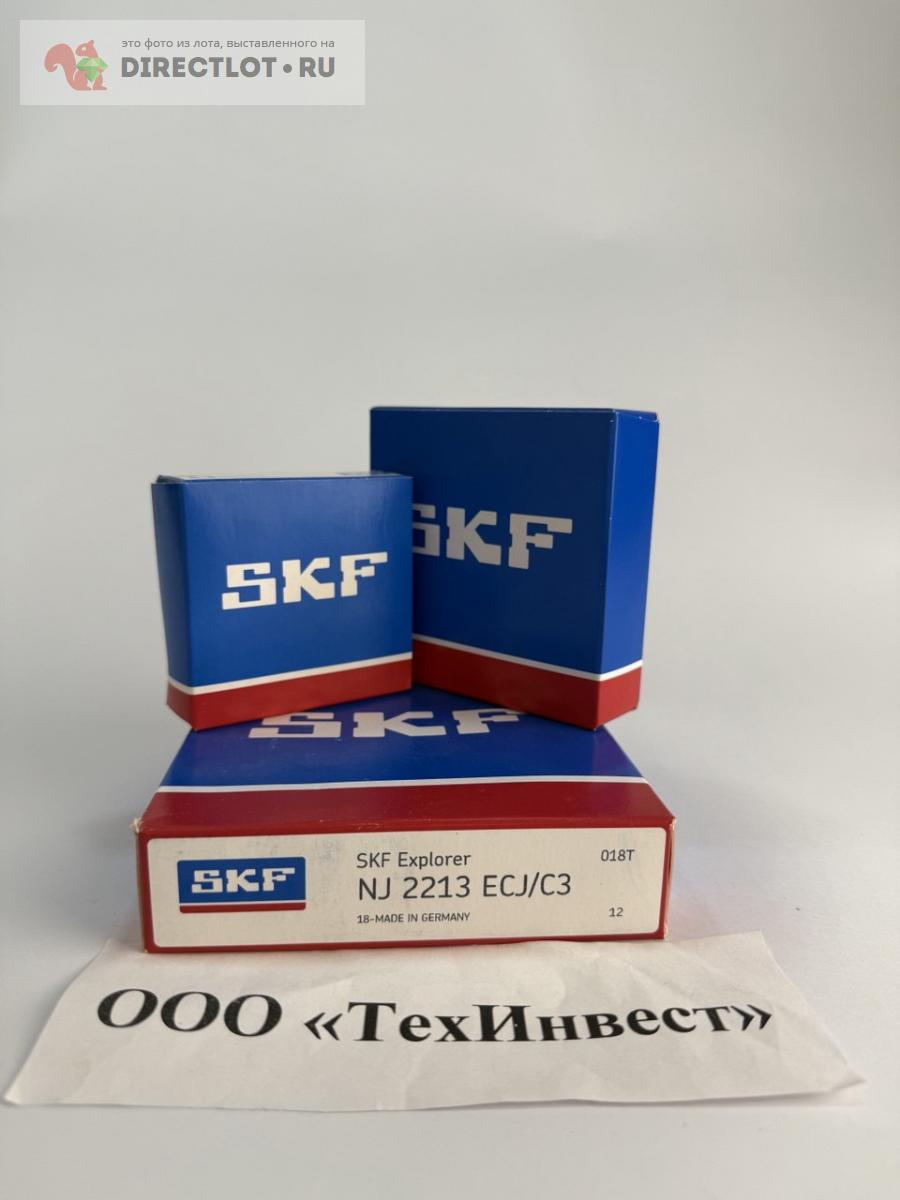 это фото из лота, выставленного на
DIRECTLOT•RU
SKF
SKF
SKF
SKF
SKF Explorer
018T
NJ 2213 ECJ/C3
18-MADE IN GERMANY
12
ООО «ТехИнвест»